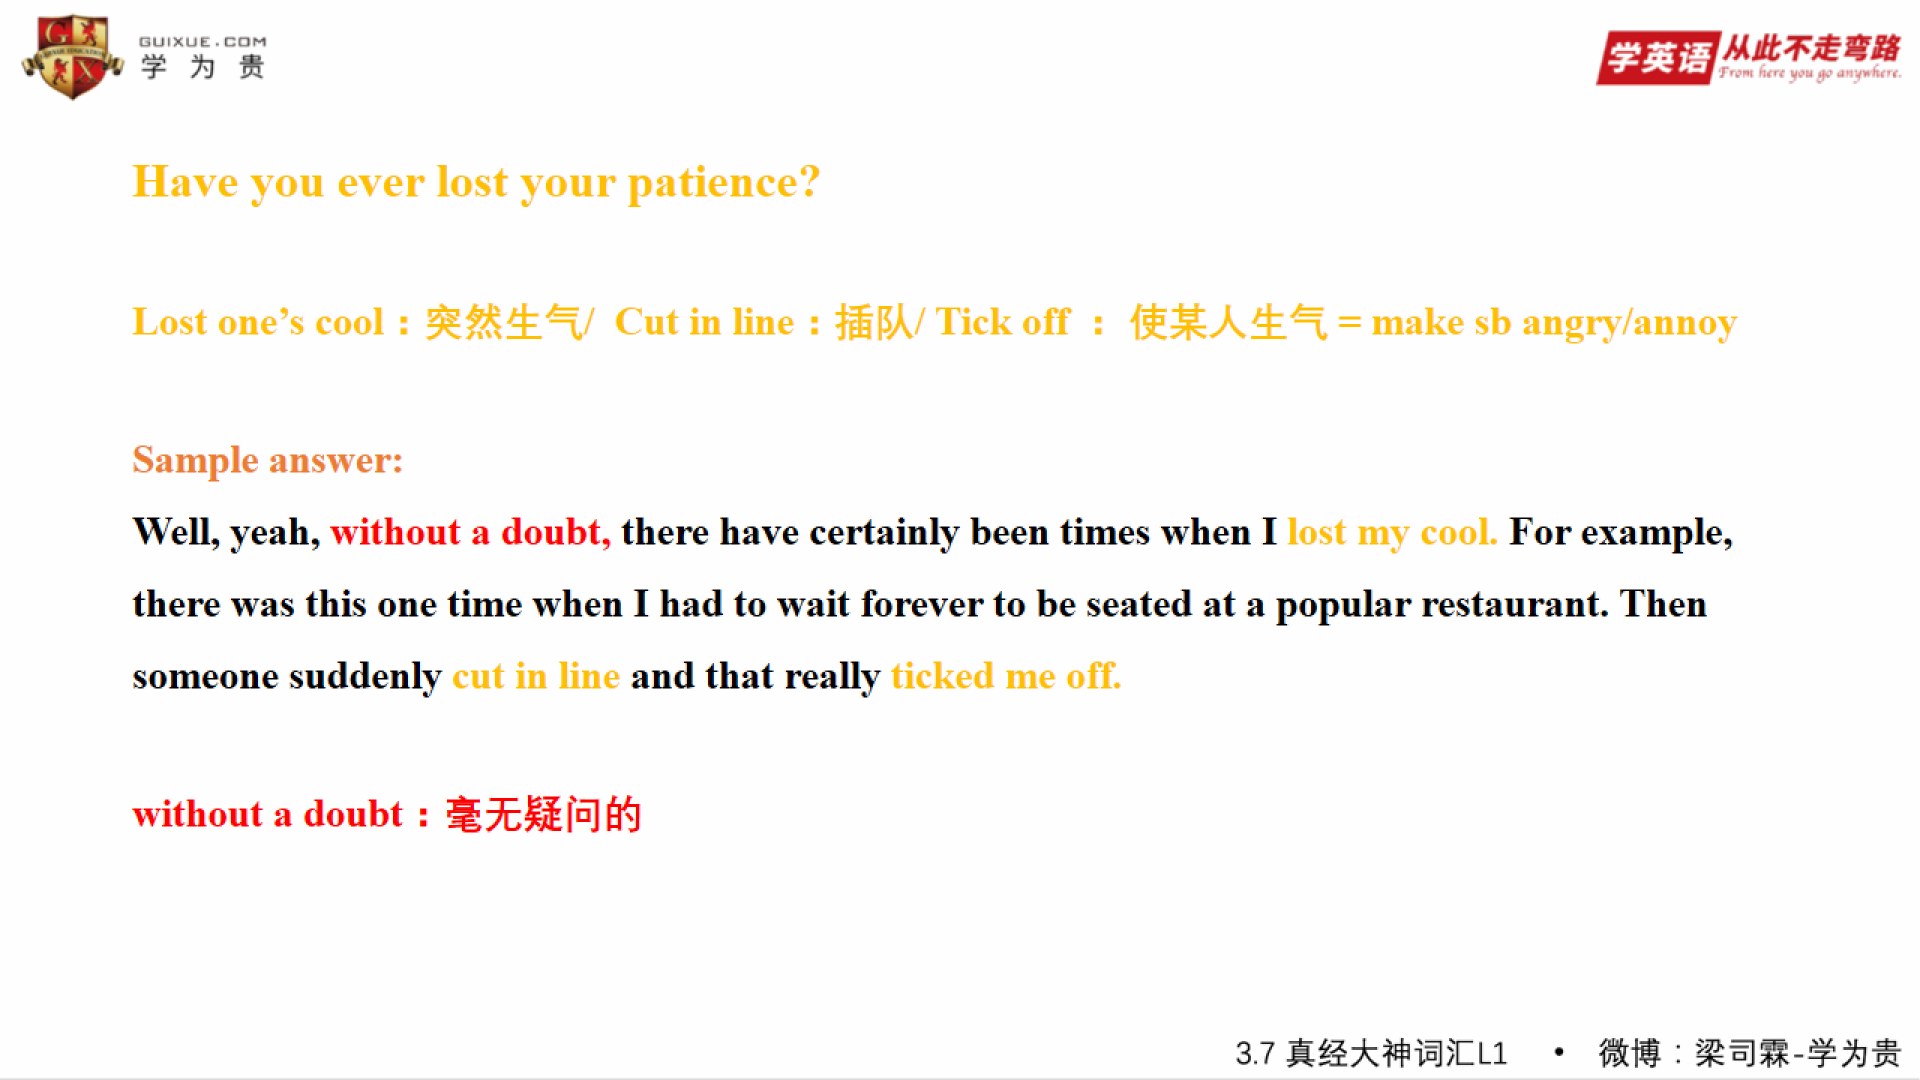 GUIXUE.COM
学为贵
学英语 从此不走弯路
From here you go anywhere.
Have you ever lost your patience?
Lost one’s cool：突然生气/ Cut in line：插队/ Tick off ： 使某人生气 = make sb angry/annoy
Sample answer:
Well, yeah, without a doubt, there have certainly been times when I lost my cool. For example,
there was this one time when I had to wait forever to be seated at a popular restaurant. Then
someone suddenly cut in line and that really ticked me off.
without a doubt：毫无疑问的
3.7 真经大神词汇L1 • 微博：梁司霖-学为贵